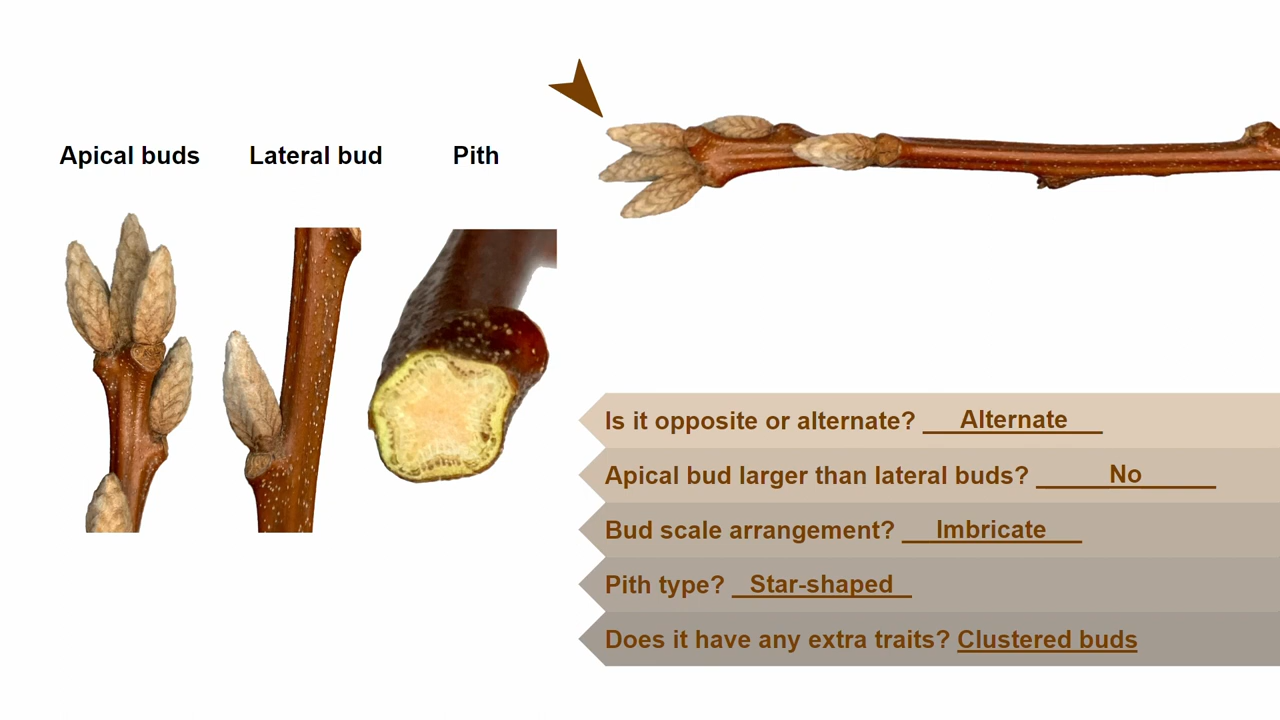 Apical buds
Lateral bud
Pith
Is it opposite or alternate? Alternate
Apical bud larger than lateral buds? No
Bud scale arrangement? Imbricate
Pith type? Star-shaped
Does it have any extra traits? Clustered buds